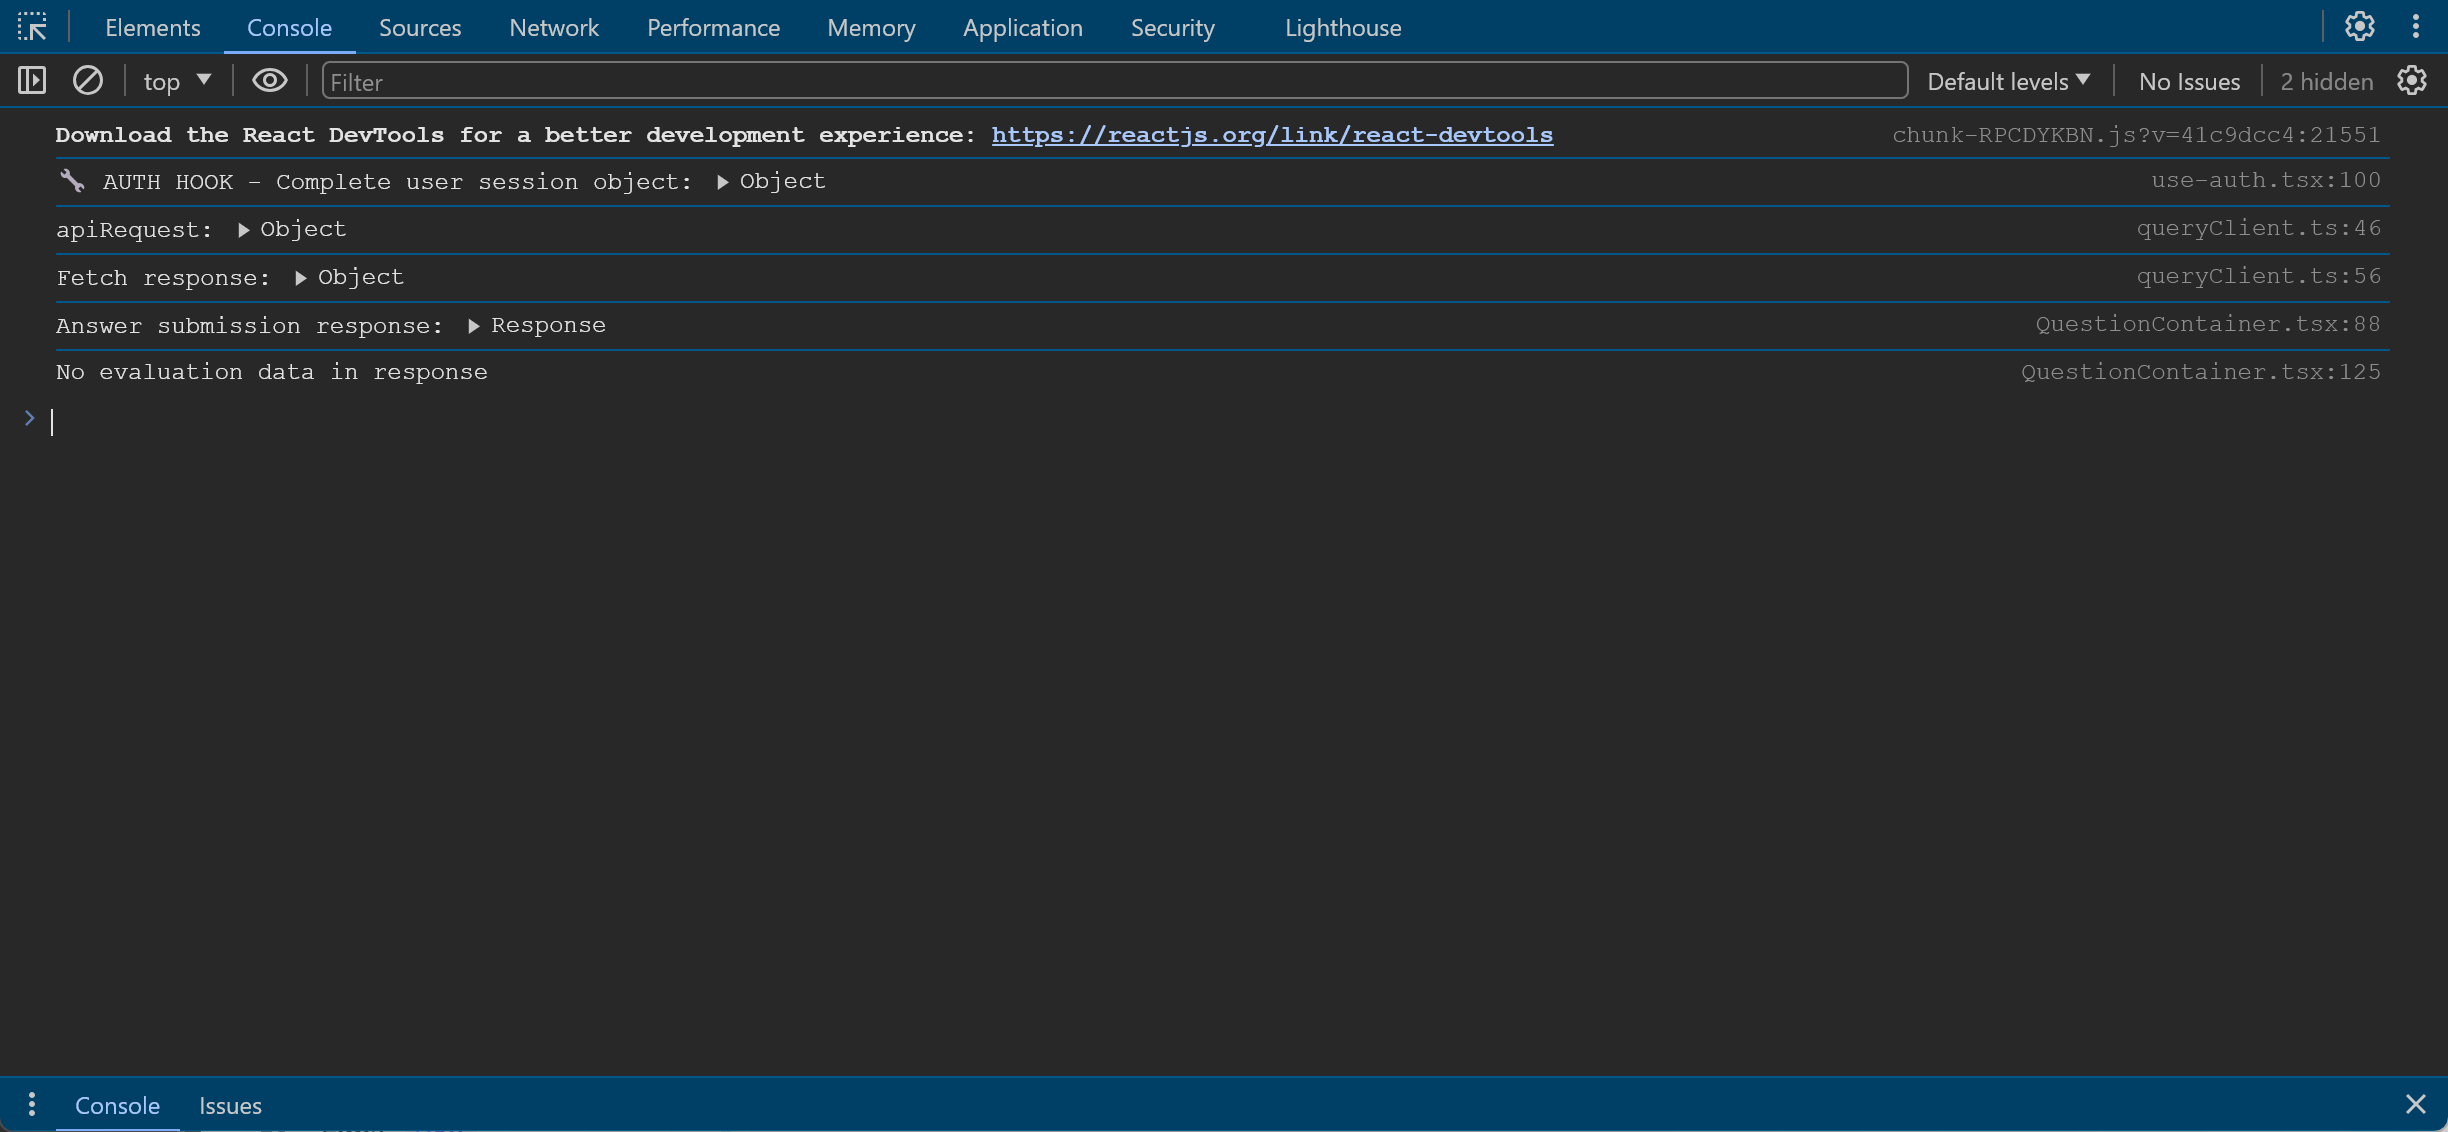 Elements Console Sources Network Performance Memory Application Security Lighthouse
top Filter Default levels No Issues 2 hidden
Download the React DevTools for a better development experience: https://reactjs.org/link/react-devtools chunk-RPCDYKBN.js?v=41c9dcc4:21551
AUTH HOOK - Complete user session object: Object use-auth.tsx:100
apiRequest: Object queryClient.ts:46
Fetch response: Object queryClient.ts:56
Answer submission response: Response QuestionContainer.tsx:88
No evaluation data in response QuestionContainer.tsx:125
Console Issues